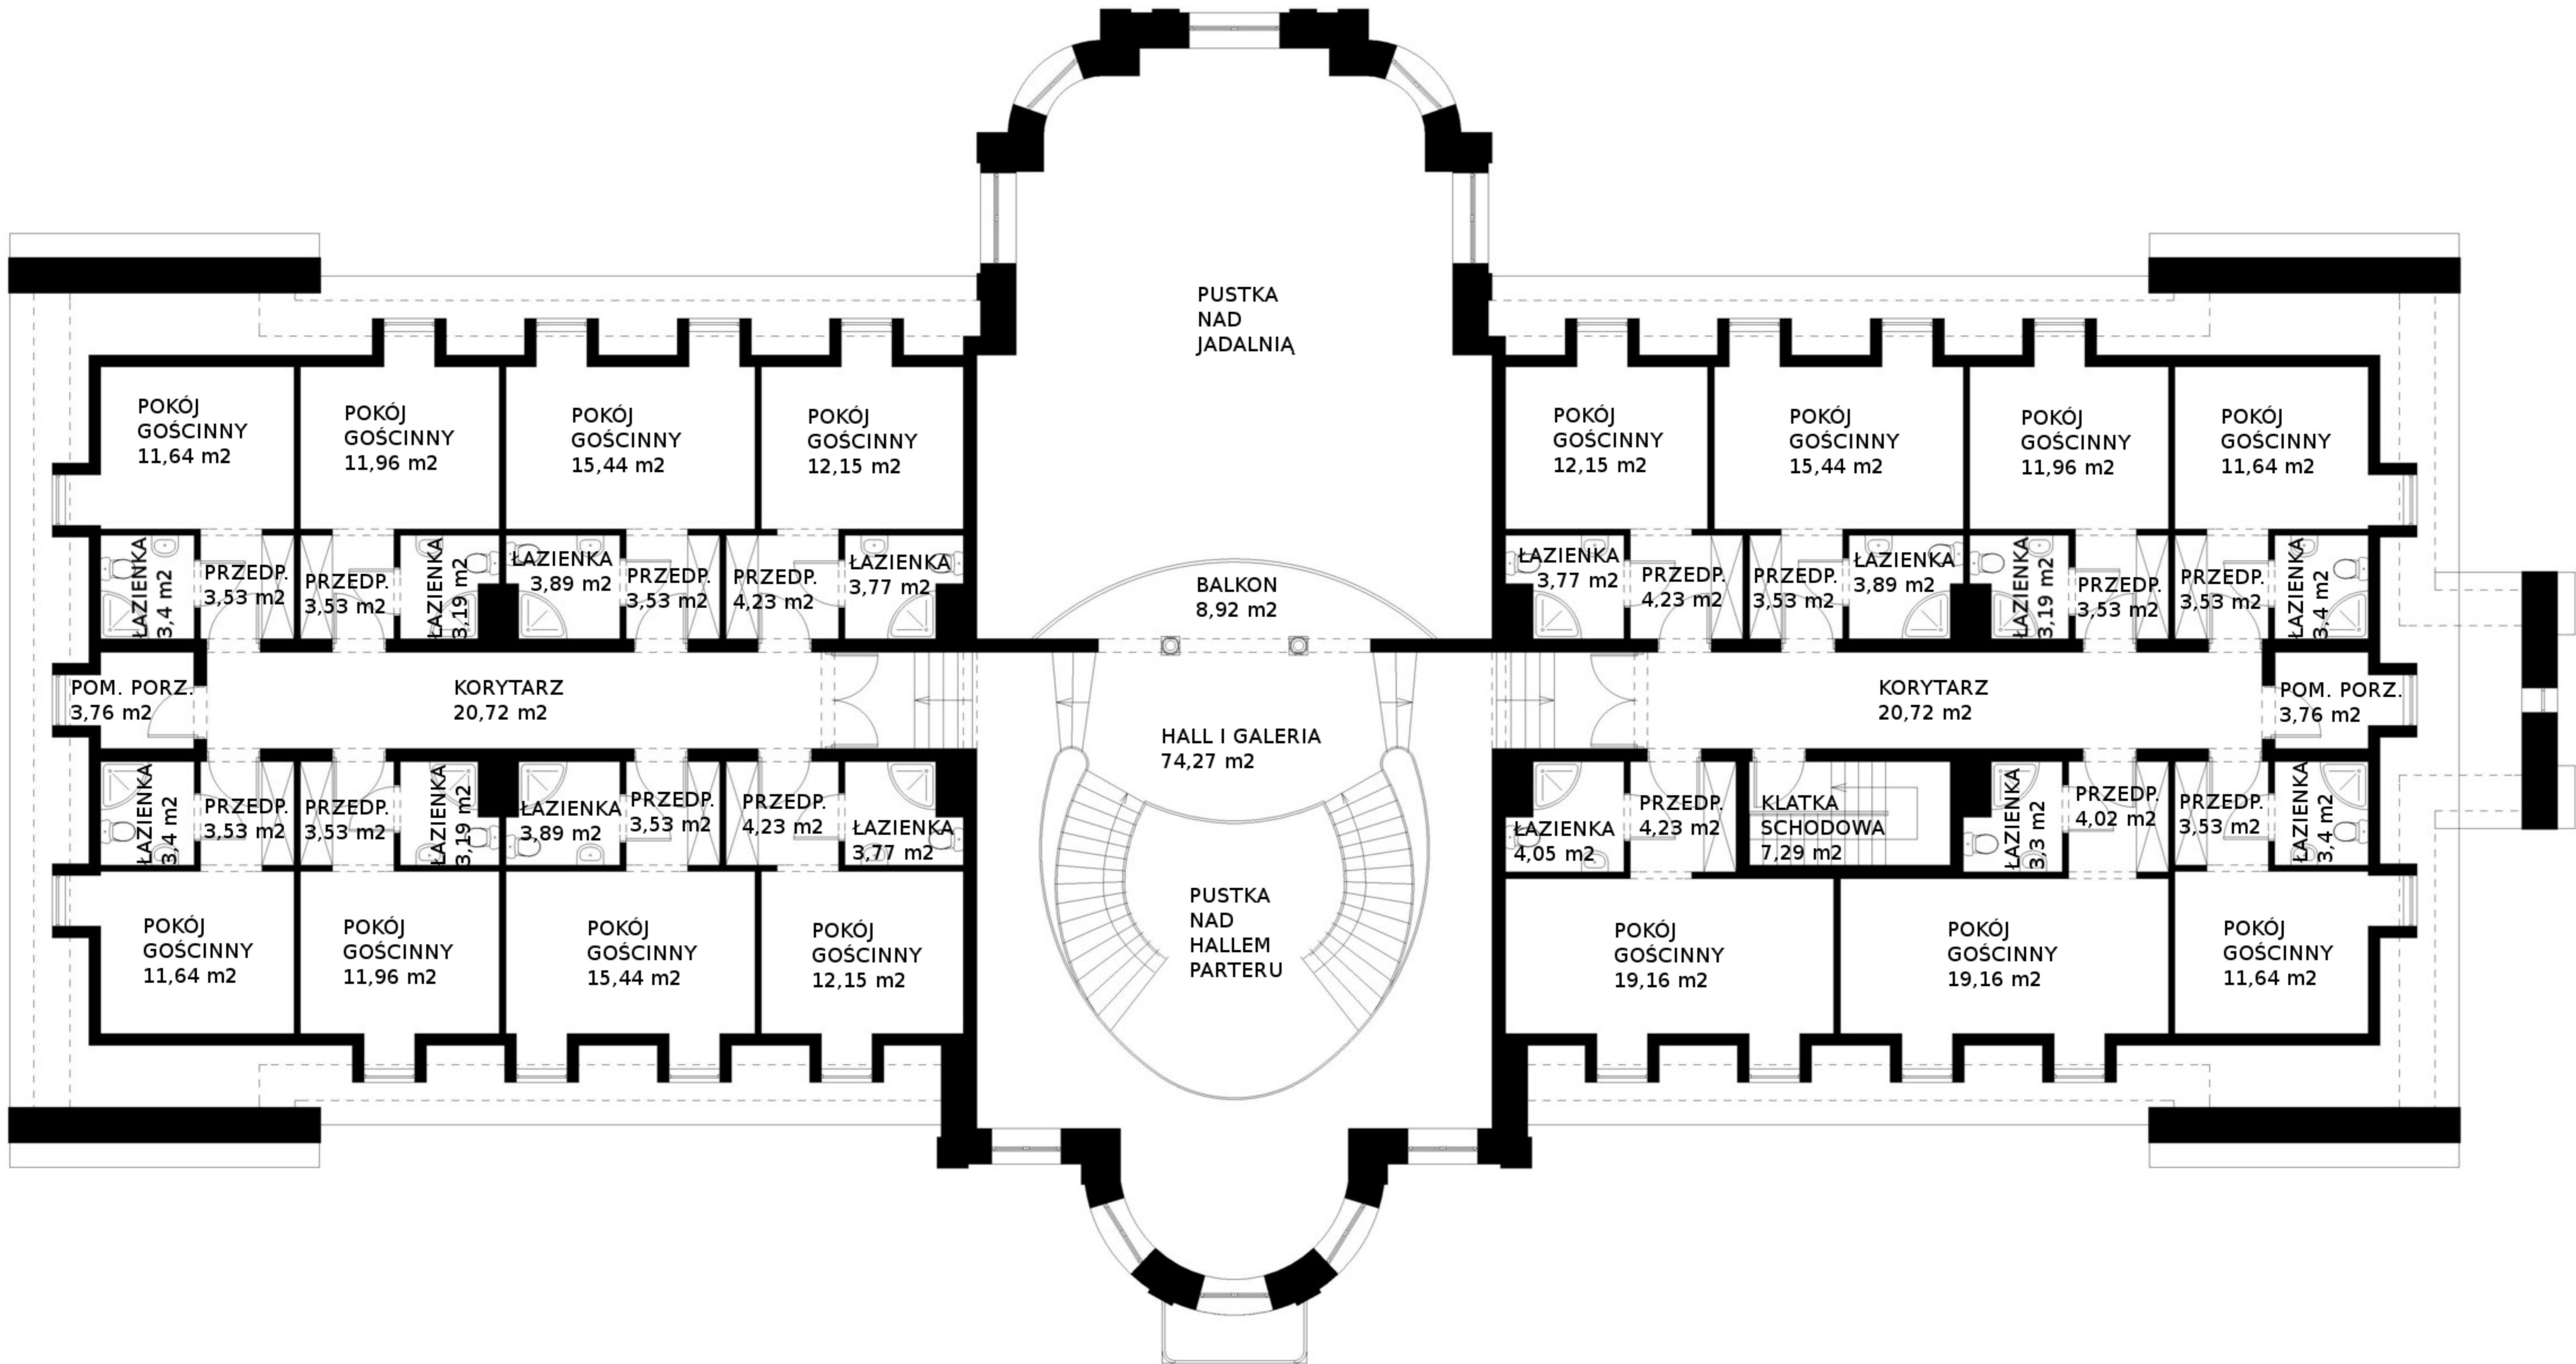 PUSTKA
NAD
JADALNIĄ
POKÓJ
GOŚCINNY
11,64 m2
POKÓJ
GOŚCINNY
11,96 m2
POKÓJ
GOŚCINNY
15,44 m2
POKÓJ
GOŚCINNY
12,15 m2
POKÓJ
GOŚCINNY
12,15 m2
POKÓJ
GOŚCINNY
15,44 m2
POKÓJ
GOŚCINNY
11,96 m2
POKÓJ
GOŚCINNY
11,64 m2
ŁAZIENKA
3,4 m2
PRZEDP.
3,53 m2
PRZEDP.
3,53 m2
ŁAZIENKA
3,19 m2
ŁAZIENKA
3,89 m2
PRZEDP.
3,53 m2
PRZEDP.
4,23 m2
ŁAZIENKA
3,77 m2
BALKON
8,92 m2
ŁAZIENKA
3,77 m2
PRZEDP.
4,23 m2
PRZEDP.
3,53 m2
ŁAZIENKA
3,89 m2
ŁAZIENKA
3,19 m2
PRZEDP.
3,53 m2
PRZEDP.
3,53 m2
ŁAZIENKA
3,4 m2
POM. PORZ.
3,76 m2
KORYTARZ
20,72 m2
HALL I GALERIA
74,27 m2
KORYTARZ
20,72 m2
POM. PORZ.
3,76 m2
ŁAZIENKA
3,4 m2
PRZEDP.
3,53 m2
PRZEDP.
3,53 m2
ŁAZIENKA
3,19 m2
ŁAZIENKA
3,89 m2
PRZEDP.
3,53 m2
PRZEDP.
4,23 m2
ŁAZIENKA
3,77 m2
ŁAZIENKA
4,05 m2
PRZEDP.
4,23 m2
KLATKA
SCHODOWA
7,29 m2
ŁAZIENKA
3,3 m2
PRZEDP.
4,02 m2
PRZEDP.
3,53 m2
ŁAZIENKA
3,4 m2
POKÓJ
GOŚCINNY
11,64 m2
POKÓJ
GOŚCINNY
11,96 m2
POKÓJ
GOŚCINNY
15,44 m2
POKÓJ
GOŚCINNY
12,15 m2
PUSTKA
NAD
HALLEM
PARTERU
POKÓJ
GOŚCINNY
19,16 m2
POKÓJ
GOŚCINNY
19,16 m2
POKÓJ
GOŚCINNY
11,64 m2